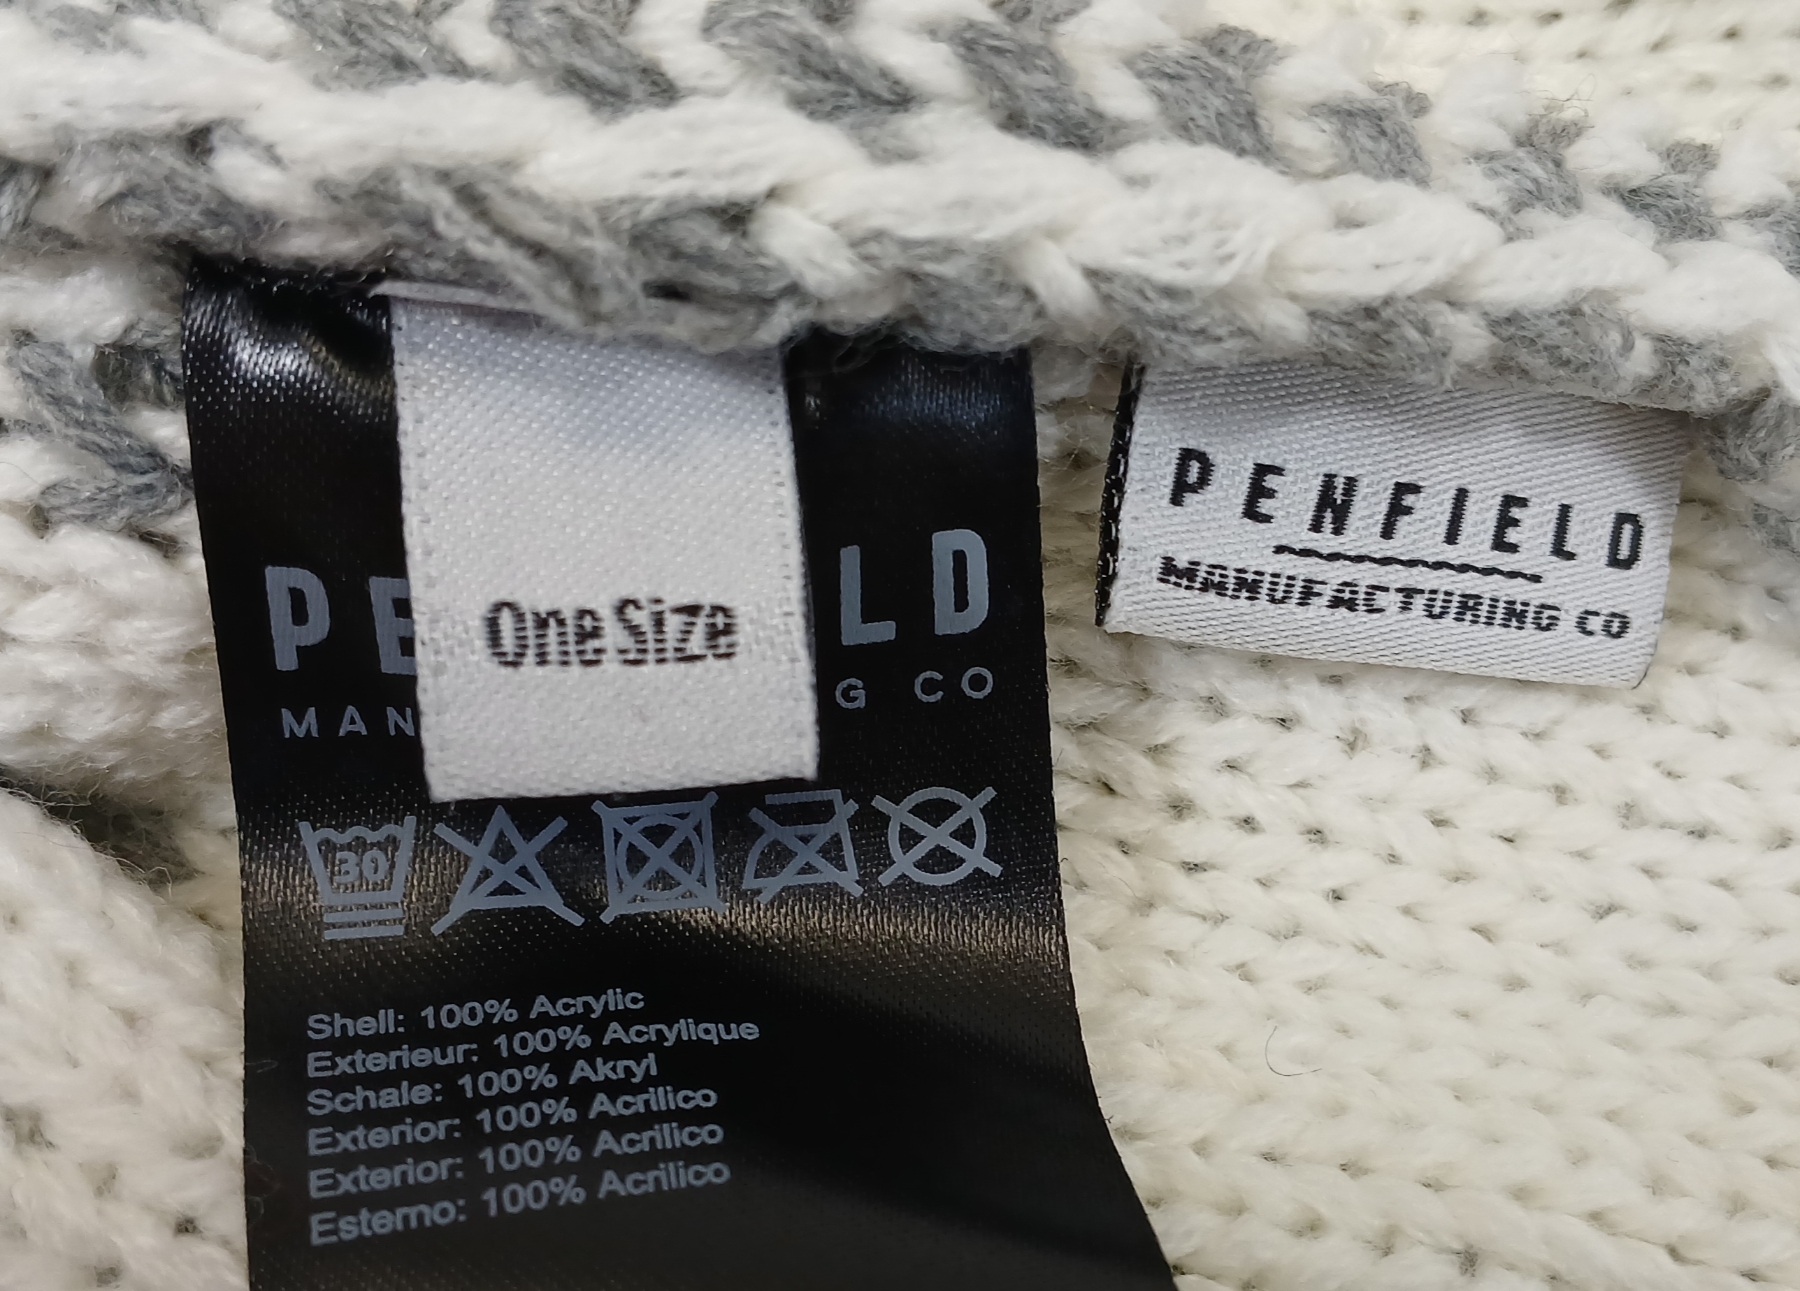 One Size
PE LD
MAN G CO
30
Shell: 100% Acrylic
Exterieur: 100% Acrylique
Schale: 100% Akryl
Exterior: 100% Acrilico
Exterior: 100% Acrilico
Esterno: 100% Acrilico
PENFIELD
MANUFACTURING CO